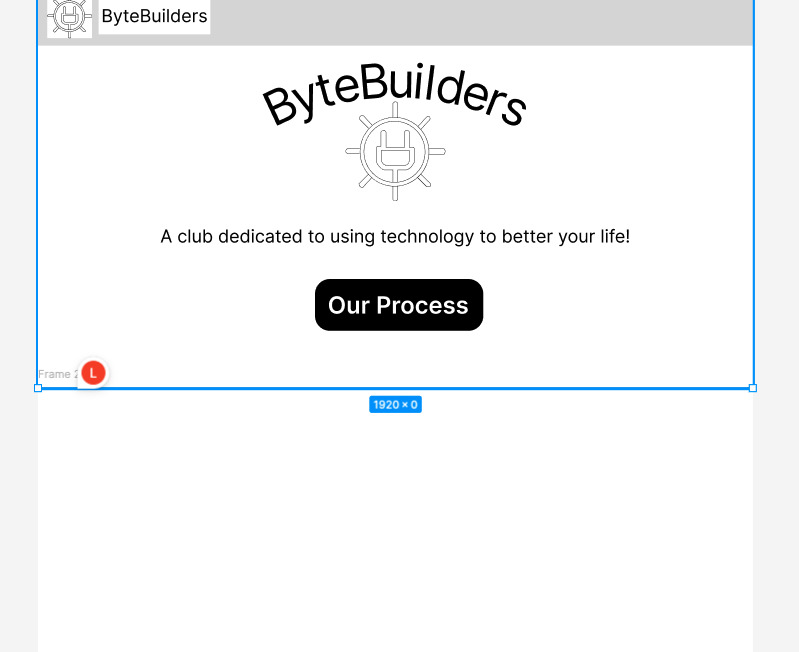 ByteBuilders
ByteBuilders
A club dedicated to using technology to better your life!
Our Process
Frame 2
L
1920 × 0